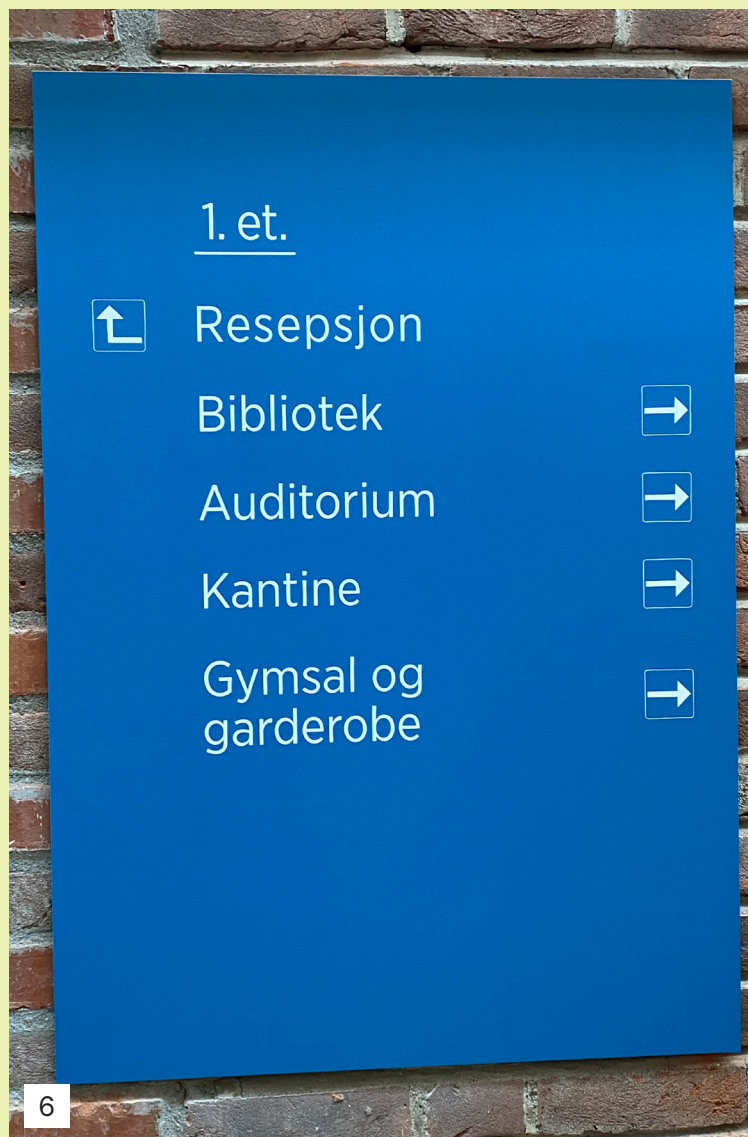 1. et.
Resepsjon
Bibliotek
Auditorium
Kantine
Gymsal og
garderobe
6